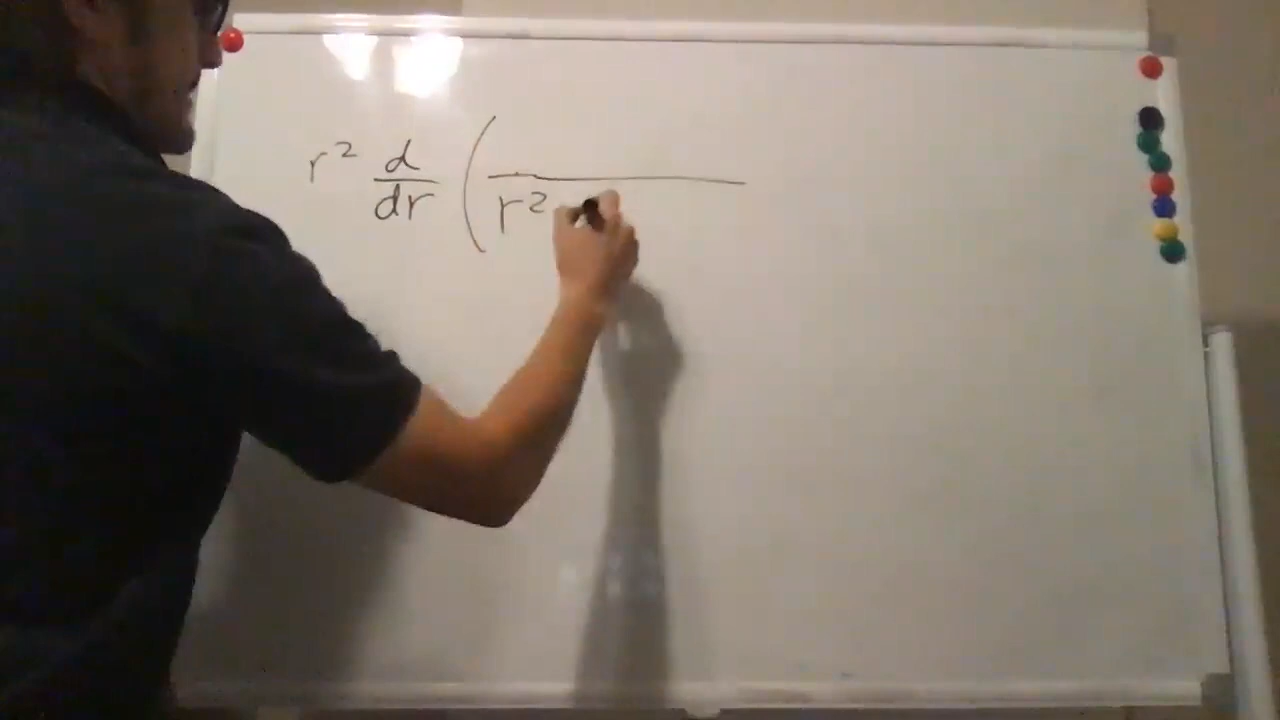 r² d/dr ( /r²